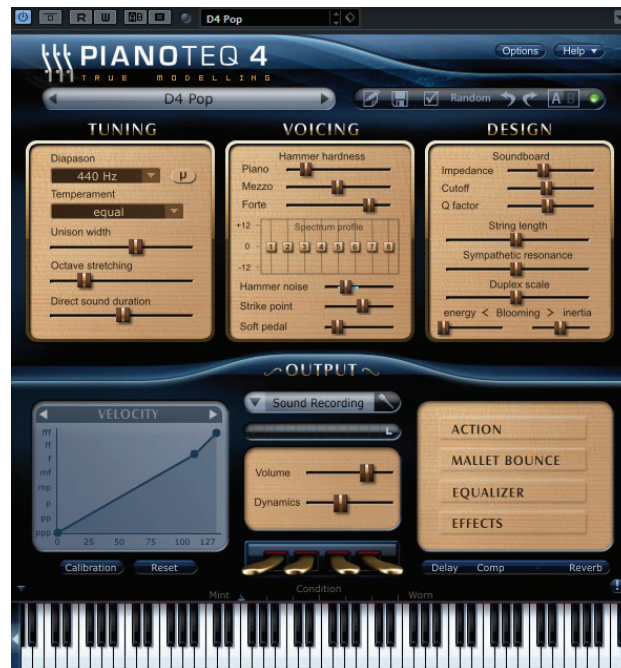 R W AB D4 Pop
PIANOTEQ 4
TRUE MODELLING
Options Help
D4 Pop
Random A B
TUNING
Diapason
440 Hz µ
Temperament
equal
Unison width
Octave stretching
Direct sound duration
VOICING
Hammer hardness
Piano
Mezzo
Forte
+12 Spectrum profile
0 1 2 3 4 5 6 7 8
-12
Hammer noise
Strike point
Soft pedal
DESIGN
Soundboard
Impedance
Cutoff
Q factor
String length
Sympathetic resonance
Duplex scale
energy < Blooming > inertia
OUTPUT
VELOCITY
fff
ff
f
mf
mp
p
pp
ppp
0 25 50 75 100 127
Calibration Reset
Sound Recording
L
Volume
Dynamics
ACTION
MALLET BOUNCE
EQUALIZER
EFFECTS
Delay Comp - Reverb
Condition
Mint Worn
!